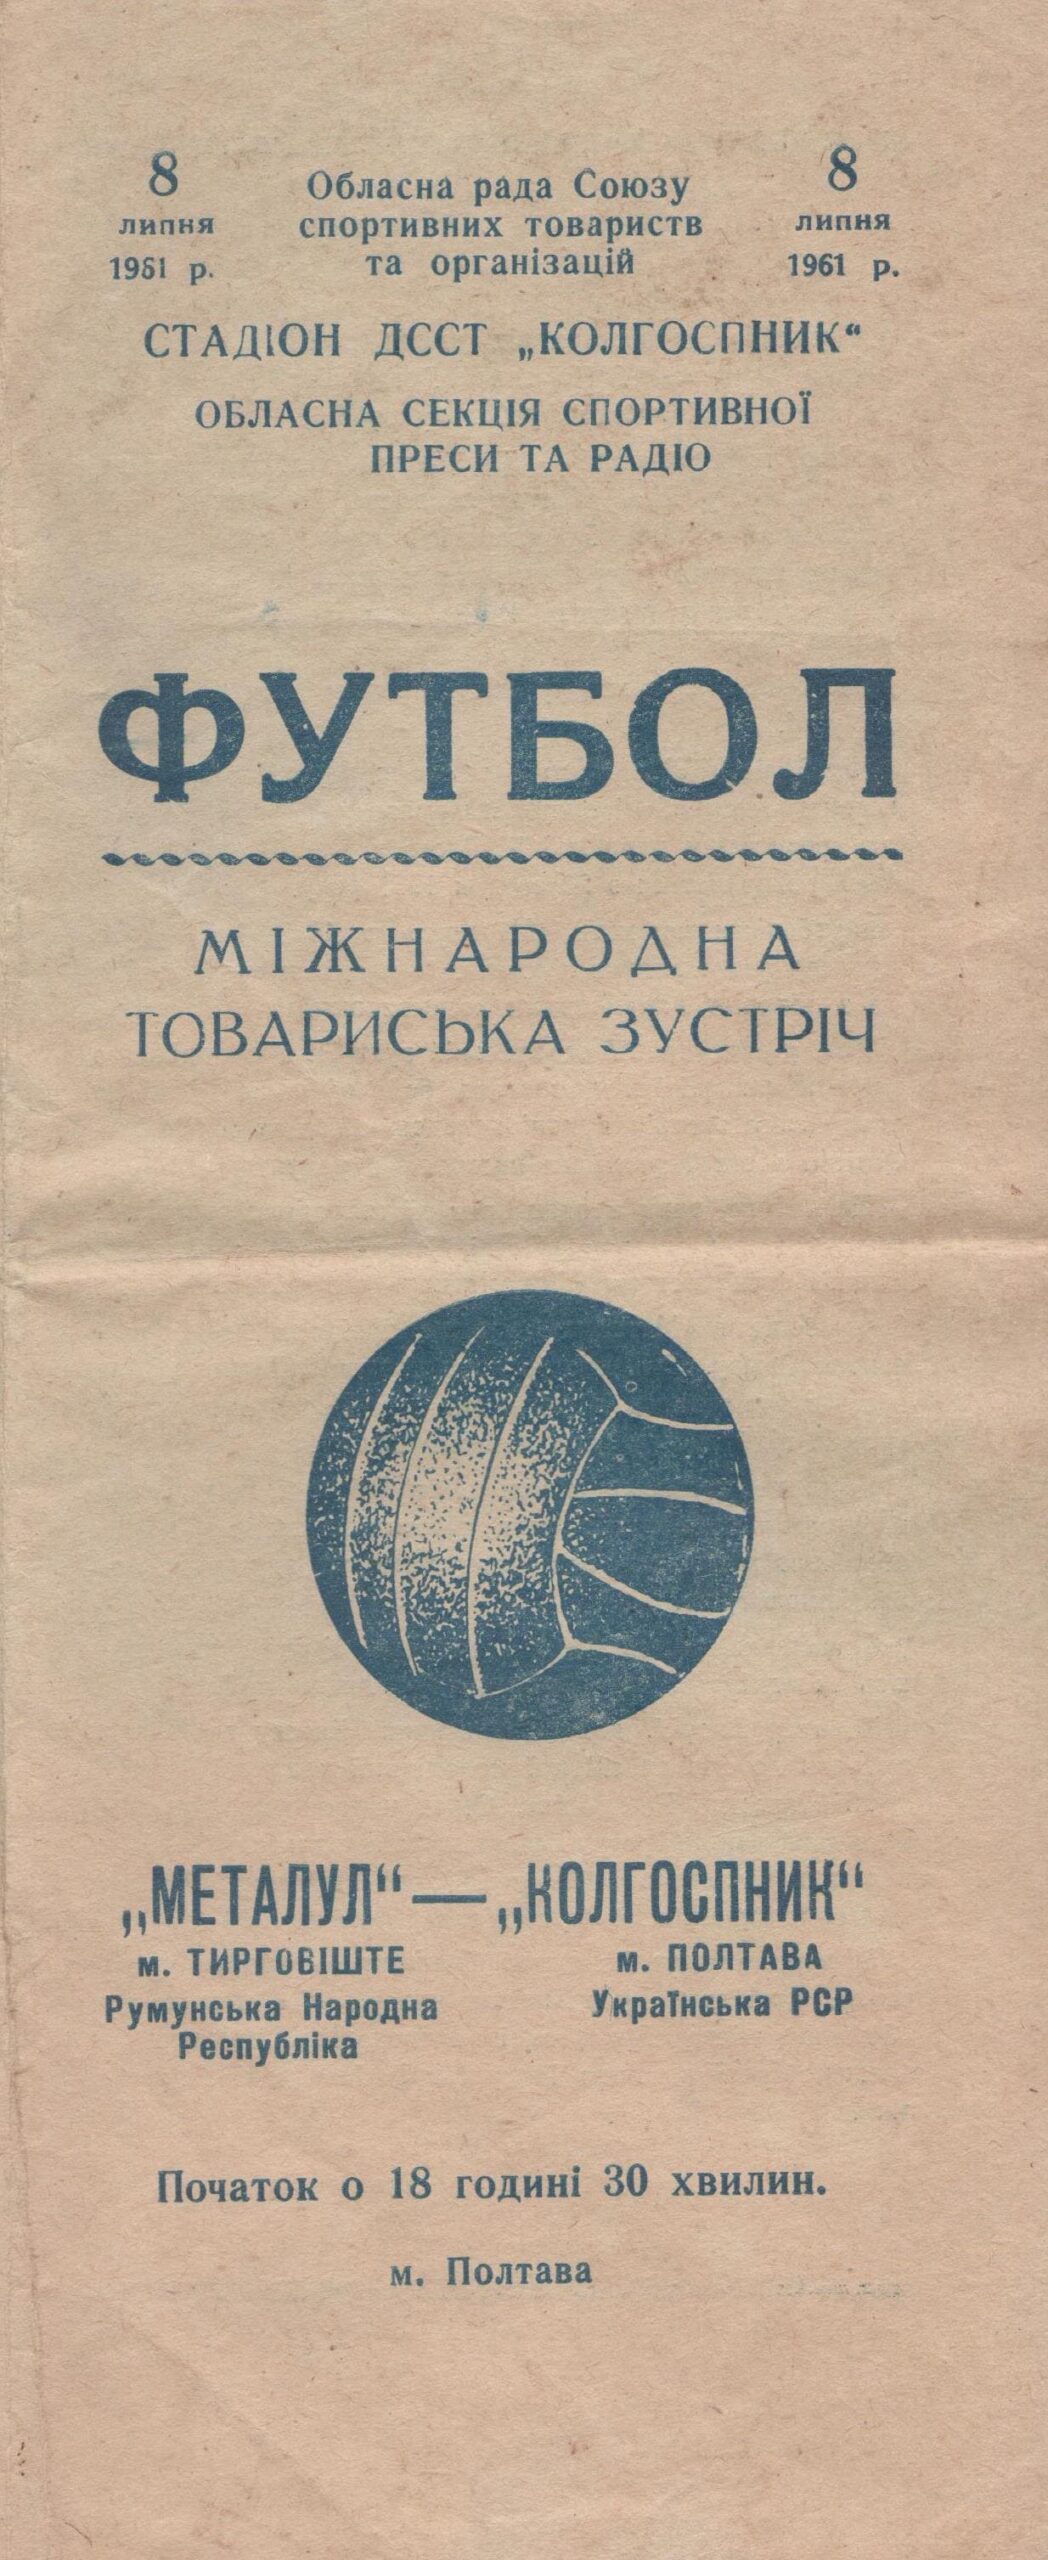 8 Обласна рада Союзу 8
липня спортивних товариств липня
1961 р. та організацій 1961 р.
СТАДІОН ДССТ „КОЛГОСПНИК“
ОБЛАСНА СЕКЦІЯ СПОРТИВНОЇ
ПРЕСИ ТА РАДІО
ФУТБОЛ
МІЖНАРОДНА
ТОВАРИСЬКА ЗУСТРІЧ
„МЕТАЛУЛ“ — „КОЛГОСПНИК“
м. ТИРГОВІШТЕ м. ПОЛТАВА
Румунська Народна Українська РСР
Республіка
Початок о 18 годині 30 хвилин.
м. Полтава